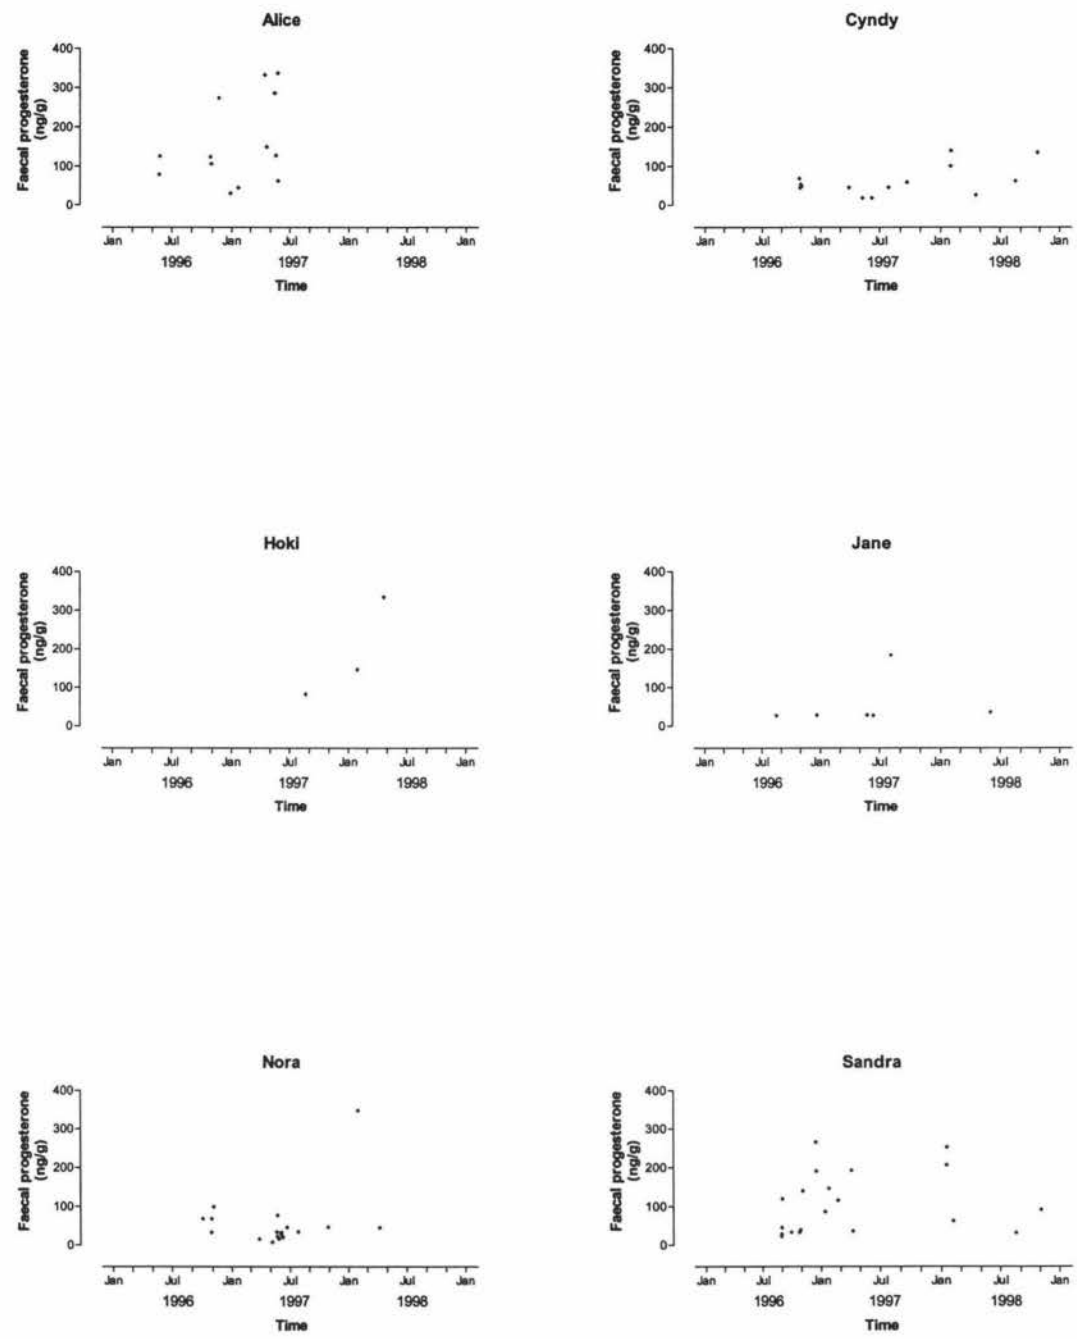 Alice
Faecal progesterone
(ng/g)
400
300
200
100
0
Jan Jul Jan Jul Jan Jul Jan
1996 1997 1998
Time
Cyndy
Faecal progesterone
(ng/g)
400
300
200
100
0
Jan Jul Jan Jul Jan Jul Jan
1996 1997 1998
Time
Hoki
Faecal progesterone
(ng/g)
400
300
200
100
0
Jan Jul Jan Jul Jan Jul Jan
1996 1997 1998
Time
Jane
Faecal progesterone
(ng/g)
400
300
200
100
0
Jan Jul Jan Jul Jan Jul Jan
1996 1997 1998
Time
Nora
Faecal progesterone
(ng/g)
400
300
200
100
0
Jan Jul Jan Jul Jan Jul Jan
1996 1997 1998
Time
Sandra
Faecal progesterone
(ng/g)
400
300
200
100
0
Jan Jul Jan Jul Jan Jul Jan
1996 1997 1998
Time